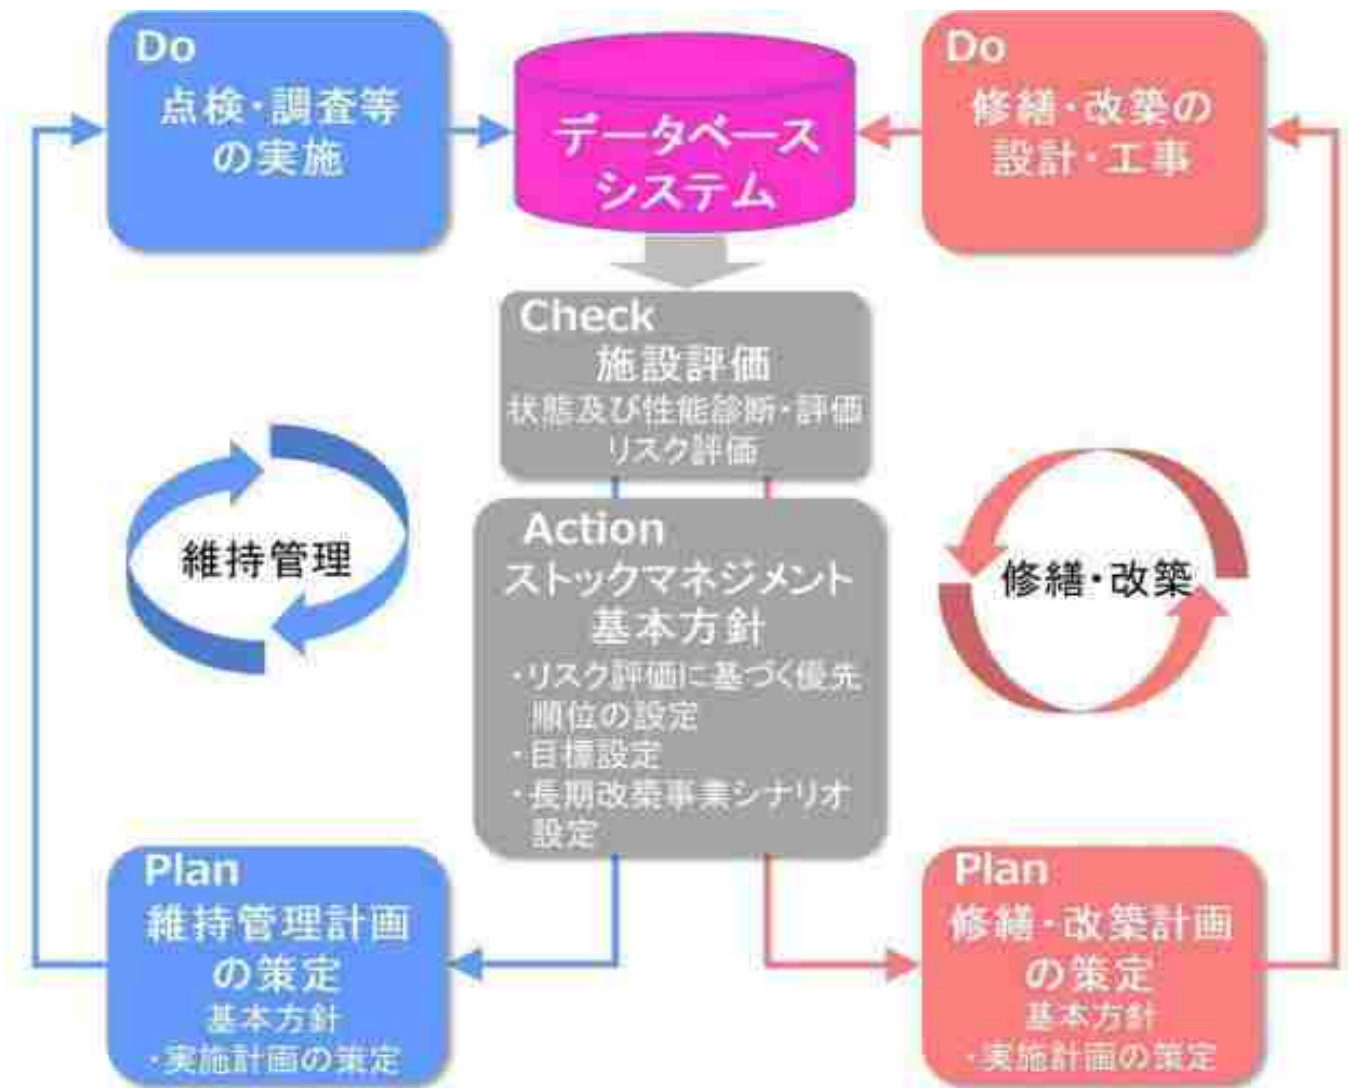 Do
点検・調査等
の実施
データベース
システム
Do
修繕・改築の
設計・工事
Check
施設評価
状態及び性能診断・評価
リスク評価
維持管理
Action
ストックマネジメント
基本方針
・リスク評価に基づく優先
順位の設定
・目標設定
・長期改築事業シナリオ
設定
修繕・改築
Plan
維持管理計画
の策定
基本方針
・実施計画の策定
Plan
修繕・改築計画
の策定
基本方針
・実施計画の策定